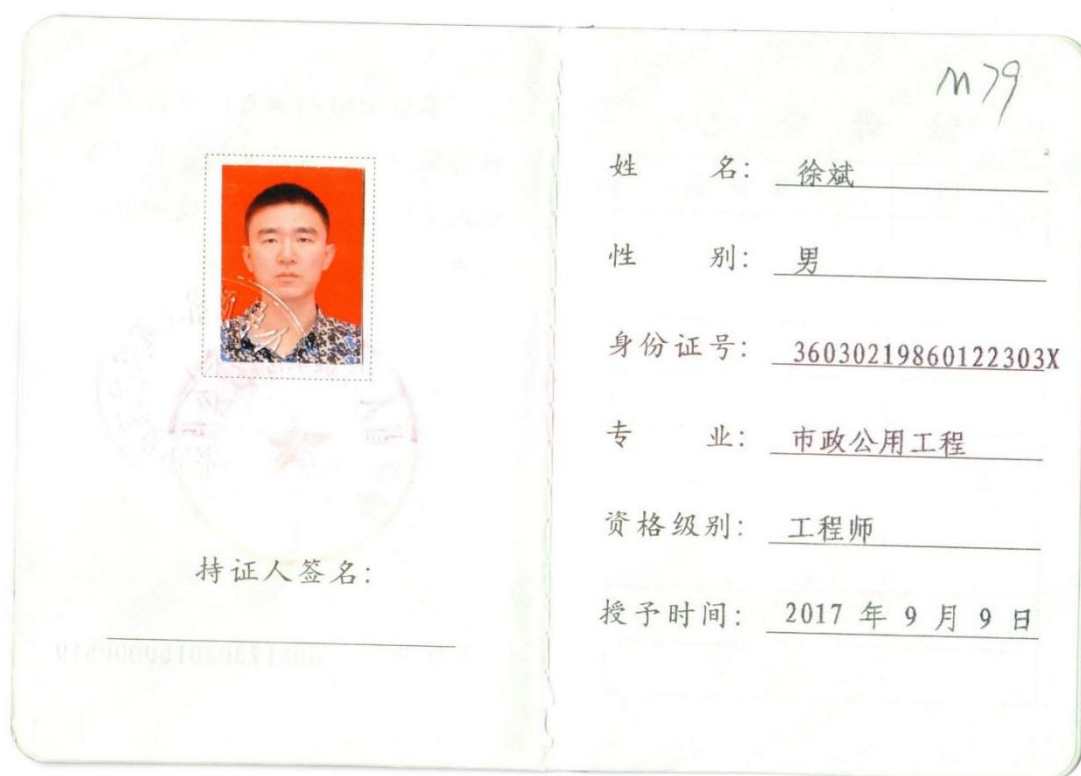 持证人签名:
M79
姓 名: 徐斌
性 别: 男
身份证号: 36030219860122303X
专 业: 市政公用工程
资格级别: 工程师
授予时间: 2017 年 9 月 9 日